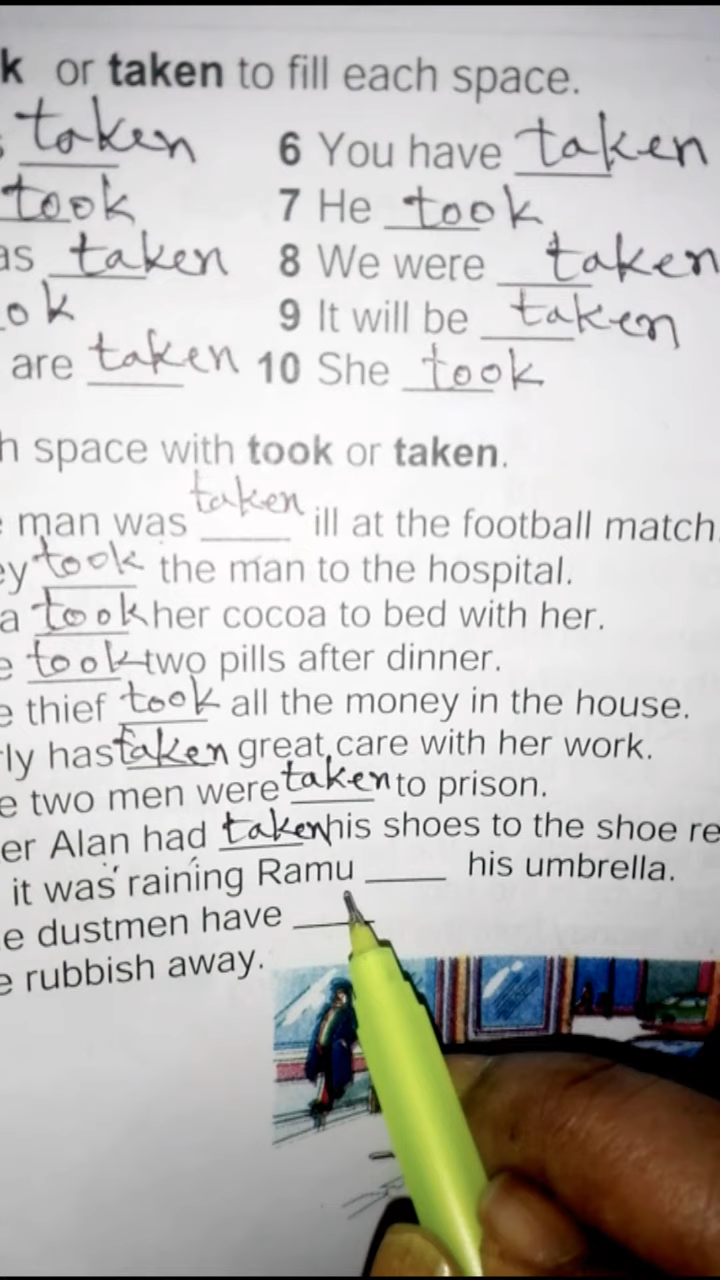 k or taken to fill each space.
taken
took
as taken
ok
are taken
6 You have taken
7 He took
8 We were taken
9 It will be taken
10 She took
h space with took or taken.
e man was taken ill at the football match.
ey took the man to the hospital.
a took her cocoa to bed with her.
e took two pills after dinner.
e thief took all the money in the house.
rly has taken great care with her work.
e two men were taken to prison.
er Alan had taken his shoes to the shoe re
it was raining Ramu ____ his umbrella.
e dustmen have ____
e rubbish away.